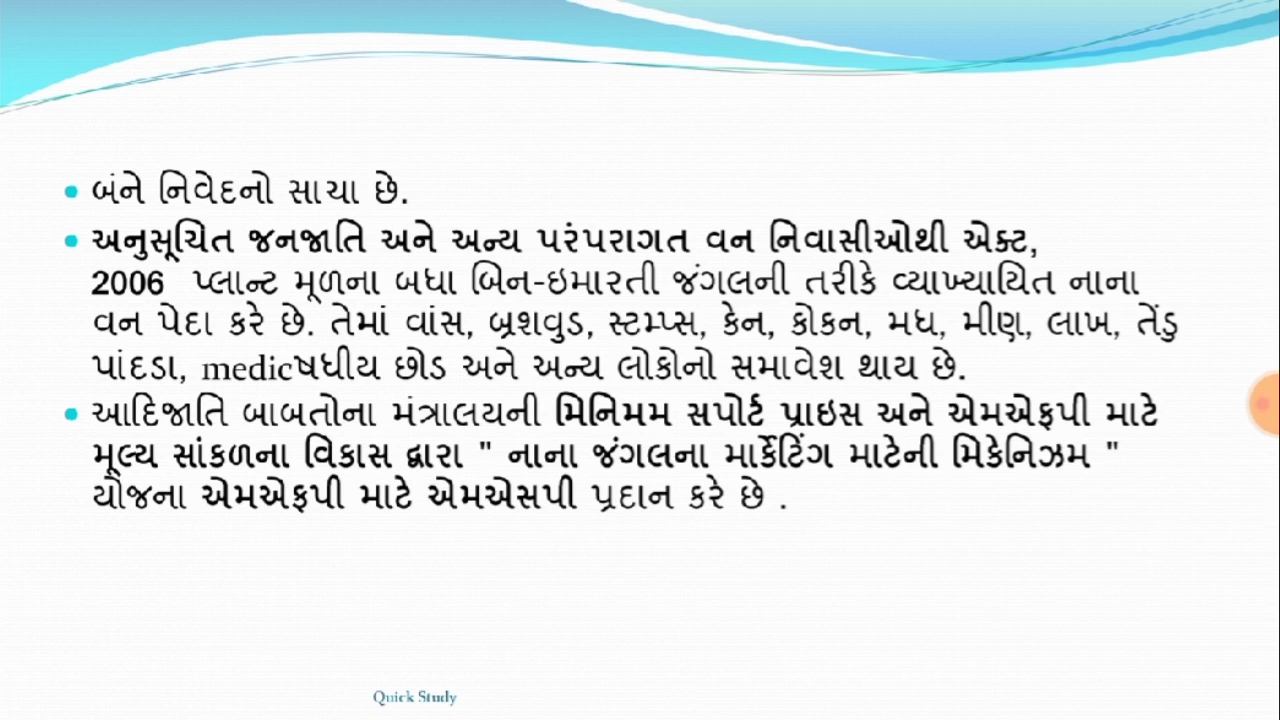 બંને નિવેદનો સાચા છે.
અનુસૂચિત જનજાતિ અને અન્ય પરંપરાગત વન નિવાસીઓથી એક્ટ,
2006 પ્લાન્ટ મૂળના બધા બિન-ઇમારતી જંગલની તરીકે વ્યાખ્યાયિત નાના
વન પેદા કરે છે. તેમાં વાંસ, બ્રશવુડ, સ્ટમ્પ્સ, કેન, કોકન, મધ, મીણ, લાખ, તેંડુ
પાંદડા, medicષધીય છોડ અને અન્ય લોકોનો સમાવેશ થાય છે.
આદિજાતિ બાબતોના મંત્રાલયની મિનિમમ સપોર્ટ પ્રાઇસ અને એમએફપી માટે
મૂલ્ય સાંકળના વિકાસ દ્વારા " નાના જંગલના માર્કેટિંગ માટેની મિકેનિઝમ "
યોજના એમએફપી માટે એમએસપી પ્રદાન કરે છે .
Quick Study